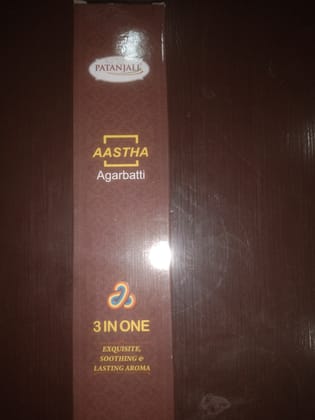 PATANJALI
AASTHA
Agarbatti
3 IN ONE
EXQUISITE,
SOOTHING &
LASTING AROMA